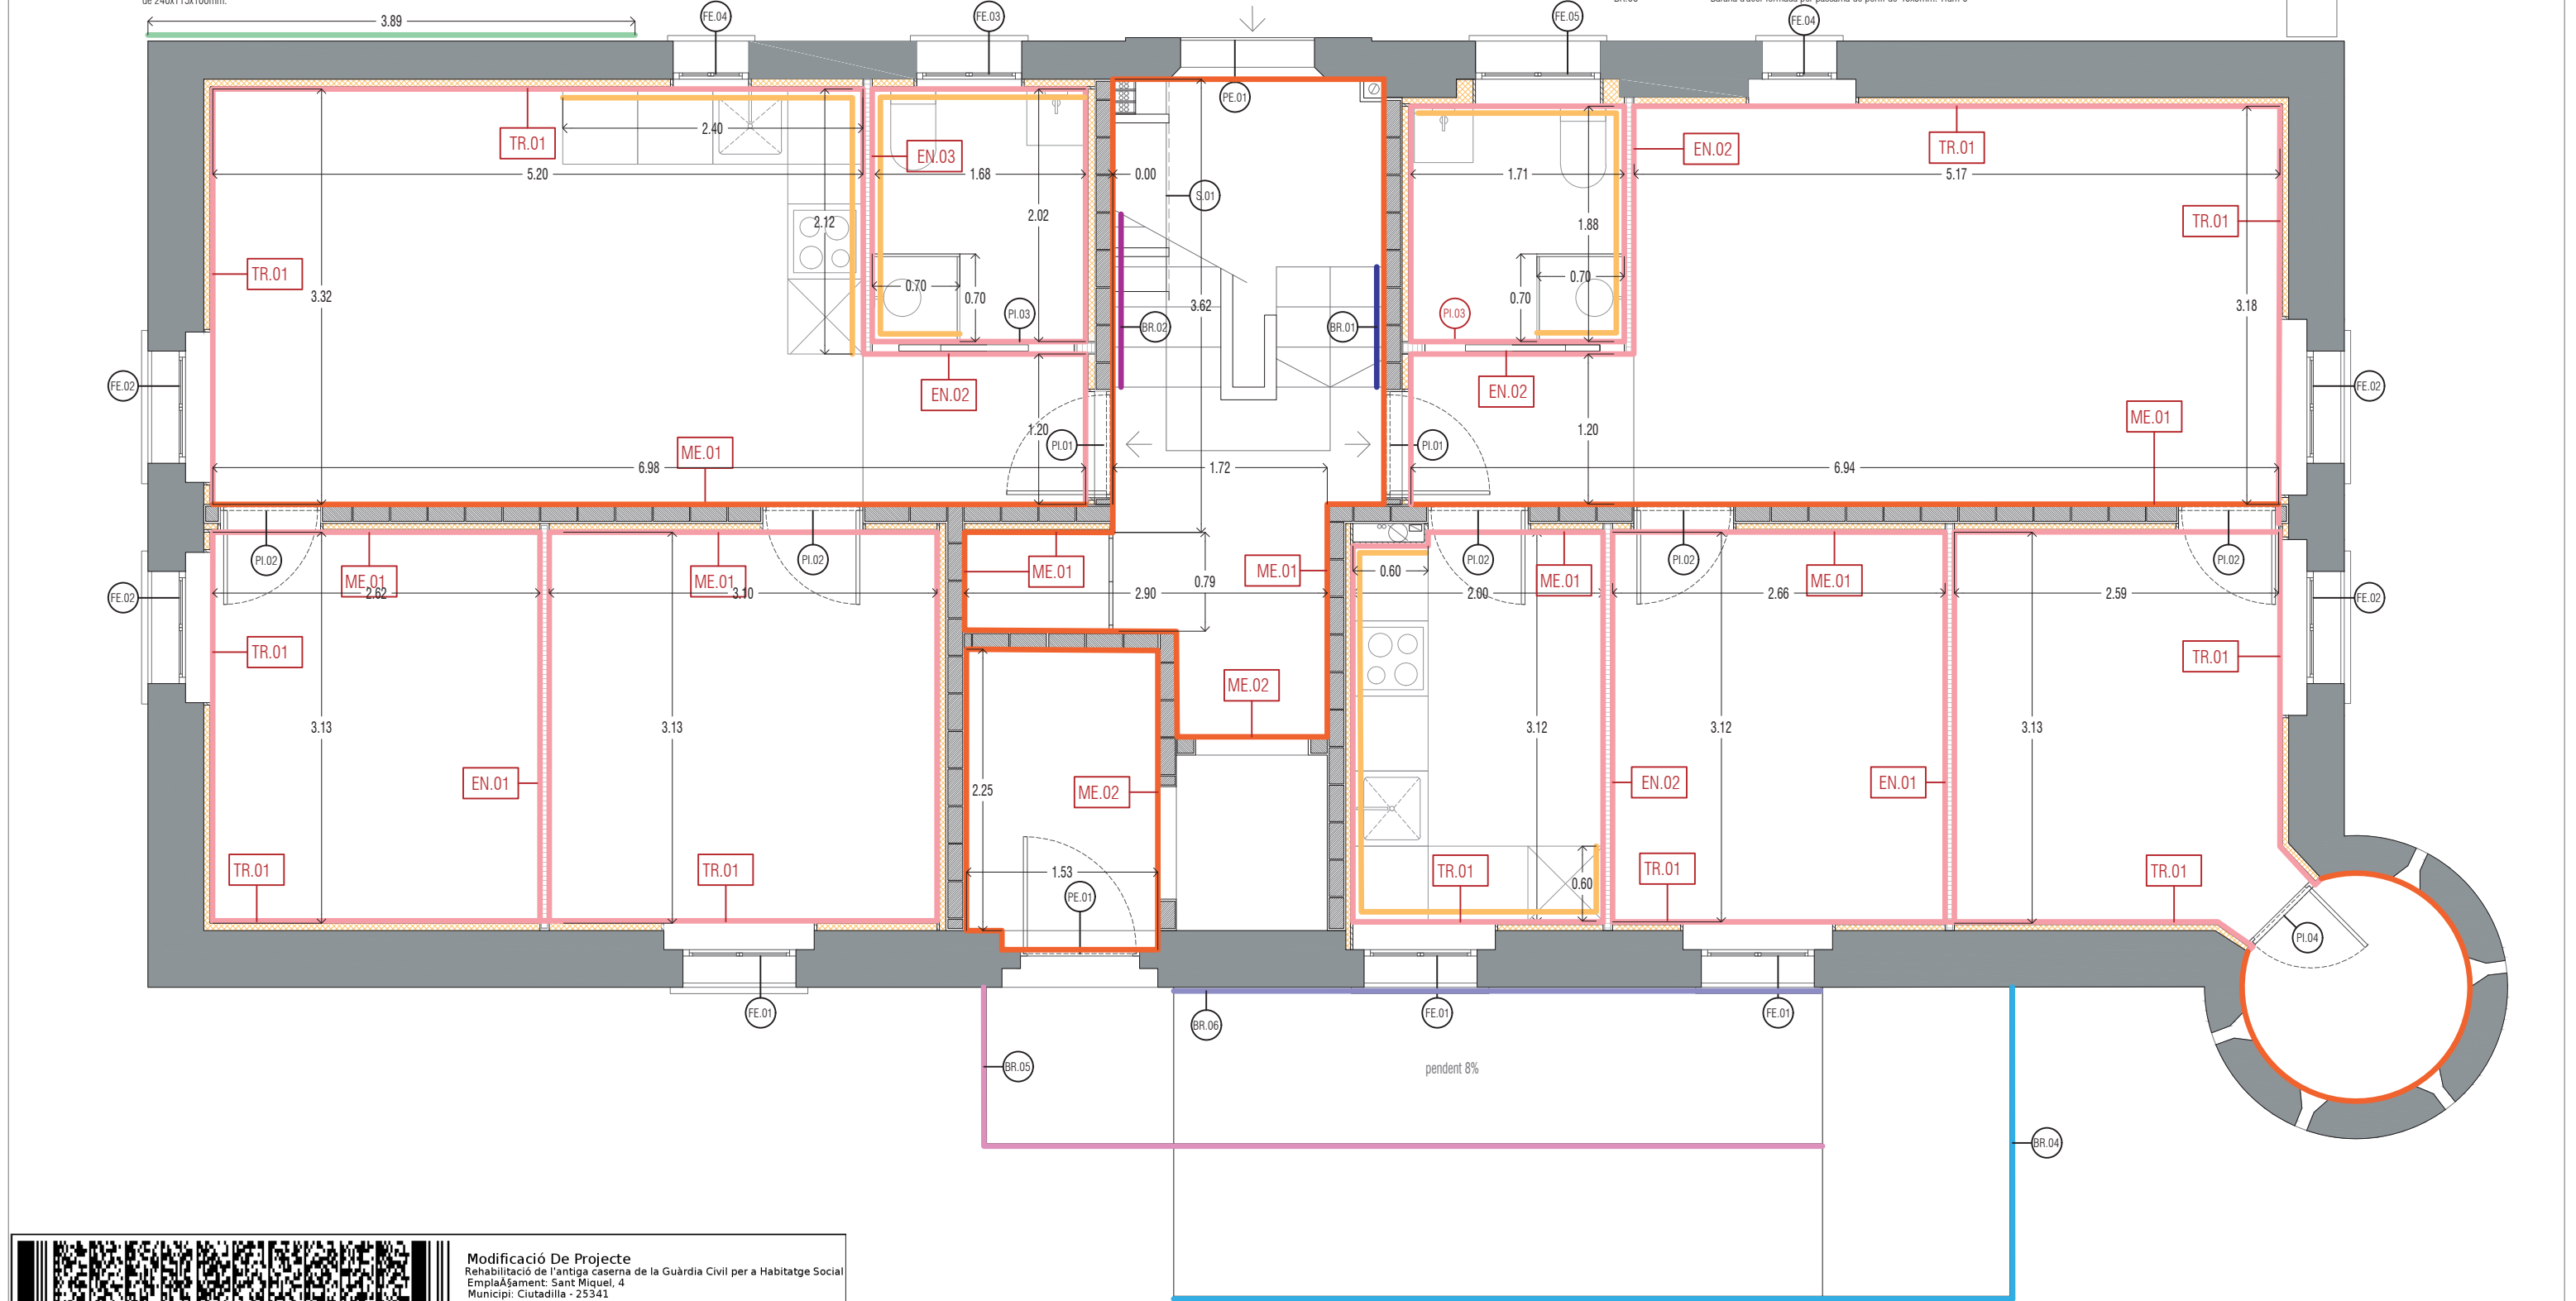 3.89
FE.04
FE.03
FE.05
FE.04
PE.01
TR.01
2.40
EN.03
EN.02
TR.01
5.20
1.68
0.00
1.71
5.17
S.01
2.12
2.02
1.88
TR.01
TR.01
3.32
0.70
0.70
PI.03
3.62
BR.02
BR.01
PI.03
0.70
0.70
3.18
FE.02
EN.02
EN.02
FE.02
ME.01
1.20
PI.01
PI.01
1.20
ME.01
6.98
1.72
6.94
PI.02
PI.02
PI.02
PI.02
PI.02
ME.01
ME.01
ME.01
ME.01
0.60
ME.01
ME.01
FE.02
2.62
3.10
2.90
0.79
2.00
2.66
2.59
FE.02
TR.01
TR.01
ME.02
3.13
3.13
3.12
3.12
3.13
EN.01
2.25
ME.02
EN.02
EN.01
TR.01
TR.01
1.53
PE.01
TR.01
0.60
TR.01
TR.01
PI.04
FE.01
BR.06
FE.01
FE.01
BR.05
pendent 8%
BR.04
Modificació De Projecte
Rehabilitació de l'antiga caserna de la Guàrdia Civil per a Habitatge Social
EmplaÃ§ament: Sant Miquel, 4
Municipi: Ciutadilla - 25341